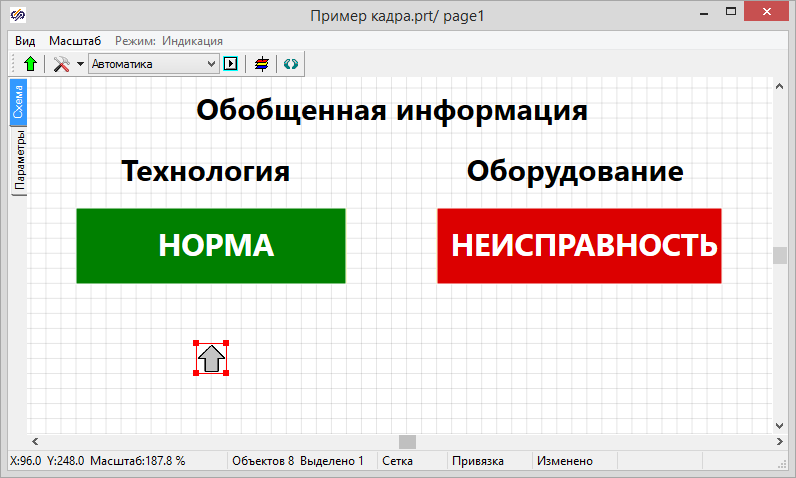 Пример кадра.prt/ page1
Вид Масштаб Режим: Индикация
Автоматика
Схема
Параметры
Обобщенная информация
Технология Оборудование
НОРМА НЕИСПРАВНОСТЬ
X:96.0 Y:248.0 Масштаб:187.8 % Объектов 8 Выделено 1 Сетка Привязка Изменено